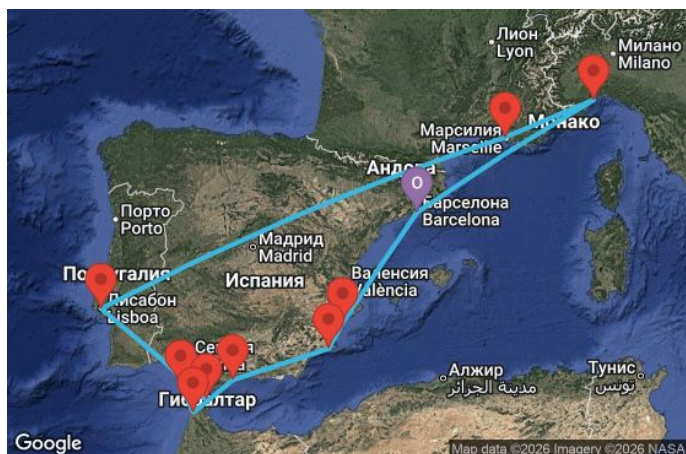 Лион
Lyon
Милано
Milano
Марсилия
Marseille
Монако
Андора
Барселона
Barcelona
Порто
Porto
Мадрид
Madrid
Лисабон
Lisboa
Испания
Валенсия
València
Гибралтар
Алжир
مدينة الجزائر
Тунис
تونس
Google
Map data ©2026 Imagery ©2026 NASA